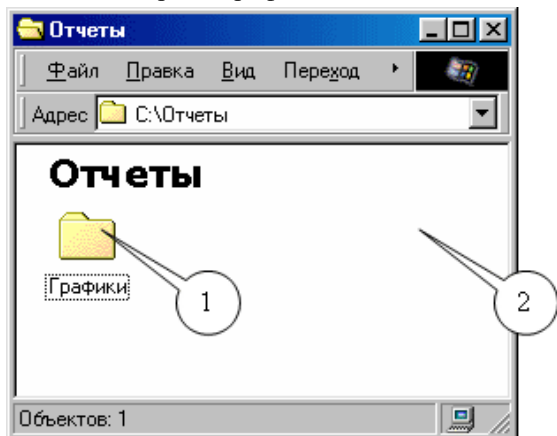 Отчеты
Файл Правка Вид Переход
Адрес C:\Отчеты
Отчеты
Графики
1
2
Объектов: 1